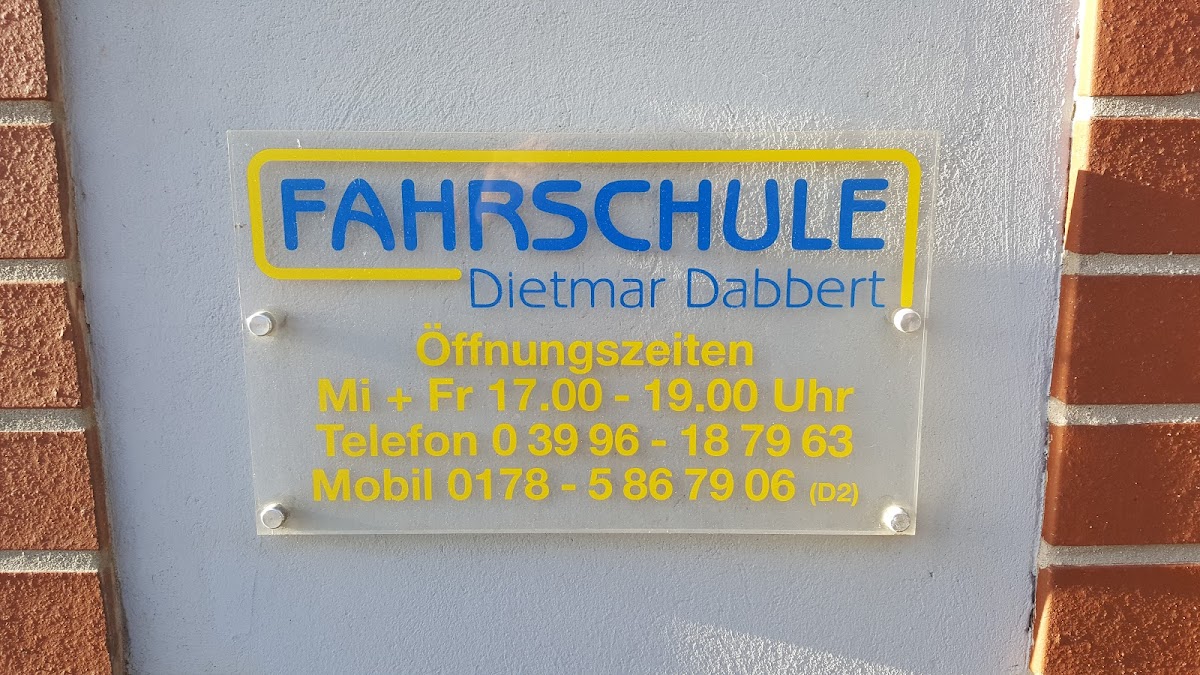 FAHRSCHULE
Dietmar Dabbert
Öffnungszeiten
Mi + Fr 17.00 - 19.00 Uhr
Telefon 0 39 96 - 18 79 63
Mobil 0178 - 5 86 79 06 (D2)